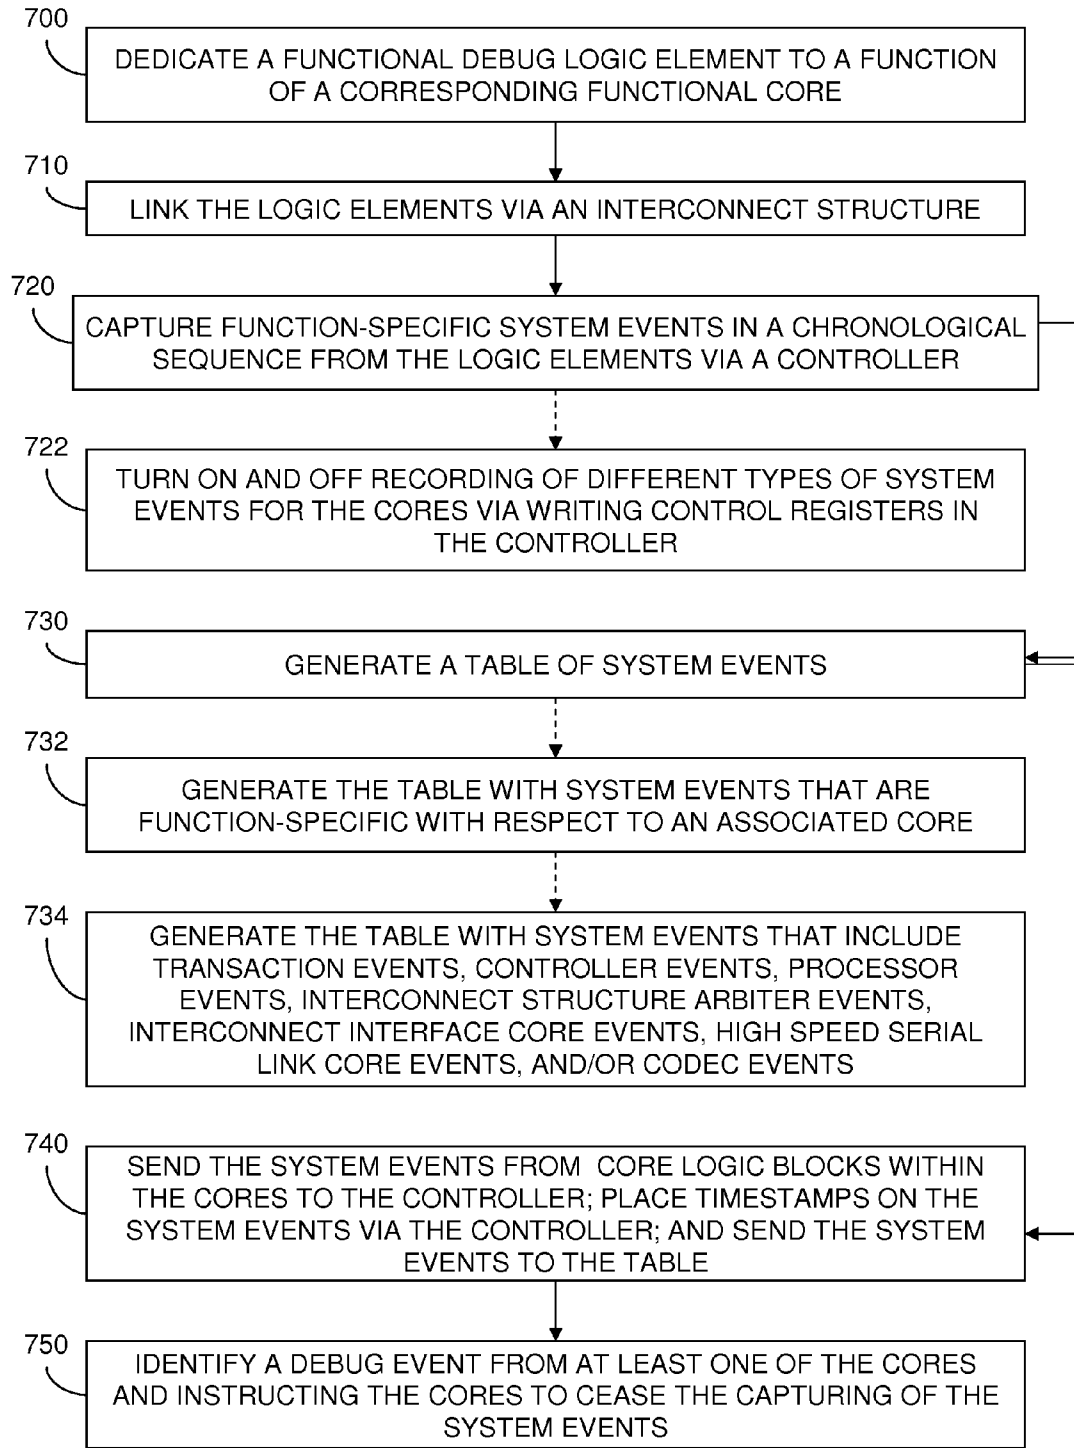 700
DEDICATE A FUNCTIONAL DEBUG LOGIC ELEMENT TO A FUNCTION
OF A CORRESPONDING FUNCTIONAL CORE
710
LINK THE LOGIC ELEMENTS VIA AN INTERCONNECT STRUCTURE
720
CAPTURE FUNCTION-SPECIFIC SYSTEM EVENTS IN A CHRONOLOGICAL
SEQUENCE FROM THE LOGIC ELEMENTS VIA A CONTROLLER
722
TURN ON AND OFF RECORDING OF DIFFERENT TYPES OF SYSTEM
EVENTS FOR THE CORES VIA WRITING CONTROL REGISTERS IN
THE CONTROLLER
730
GENERATE A TABLE OF SYSTEM EVENTS
732
GENERATE THE TABLE WITH SYSTEM EVENTS THAT ARE
FUNCTION-SPECIFIC WITH RESPECT TO AN ASSOCIATED CORE
734
GENERATE THE TABLE WITH SYSTEM EVENTS THAT INCLUDE
TRANSACTION EVENTS, CONTROLLER EVENTS, PROCESSOR
EVENTS, INTERCONNECT STRUCTURE ARBITER EVENTS,
INTERCONNECT INTERFACE CORE EVENTS, HIGH SPEED SERIAL
LINK CORE EVENTS, AND/OR CODEC EVENTS
740
SEND THE SYSTEM EVENTS FROM CORE LOGIC BLOCKS WITHIN
THE CORES TO THE CONTROLLER; PLACE TIMESTAMPS ON THE
SYSTEM EVENTS VIA THE CONTROLLER; AND SEND THE SYSTEM
EVENTS TO THE TABLE
750
IDENTIFY A DEBUG EVENT FROM AT LEAST ONE OF THE CORES
AND INSTRUCTING THE CORES TO CEASE THE CAPTURING OF THE
SYSTEM EVENTS